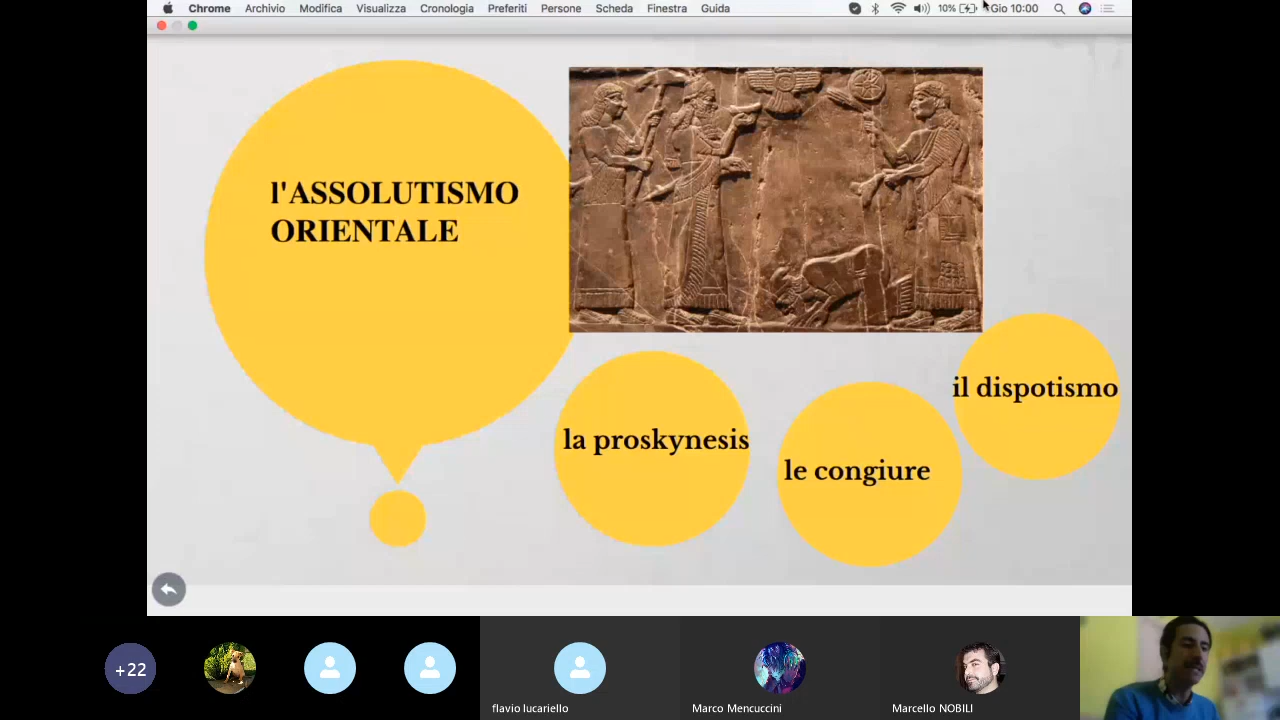 Chrome Archivio Modifica Visualizza Cronologia Preferiti Persone Scheda Finestra Guida 10% Gio 10:00
l'ASSOLUTISMO
ORIENTALE
il dispotismo
la proskynesis
le congiure
+22
flavio lucariello
Marco Mencuccini
Marcello NOBILI